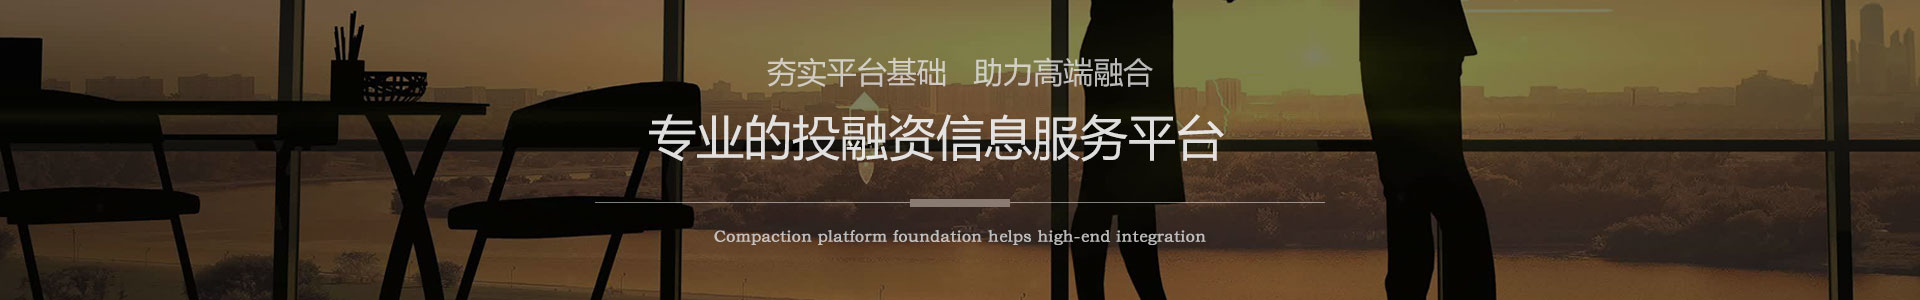 夯实平台基础 助力高端融合
专业的投融资信息服务平台
Compaction platform foundation helps high-end integration